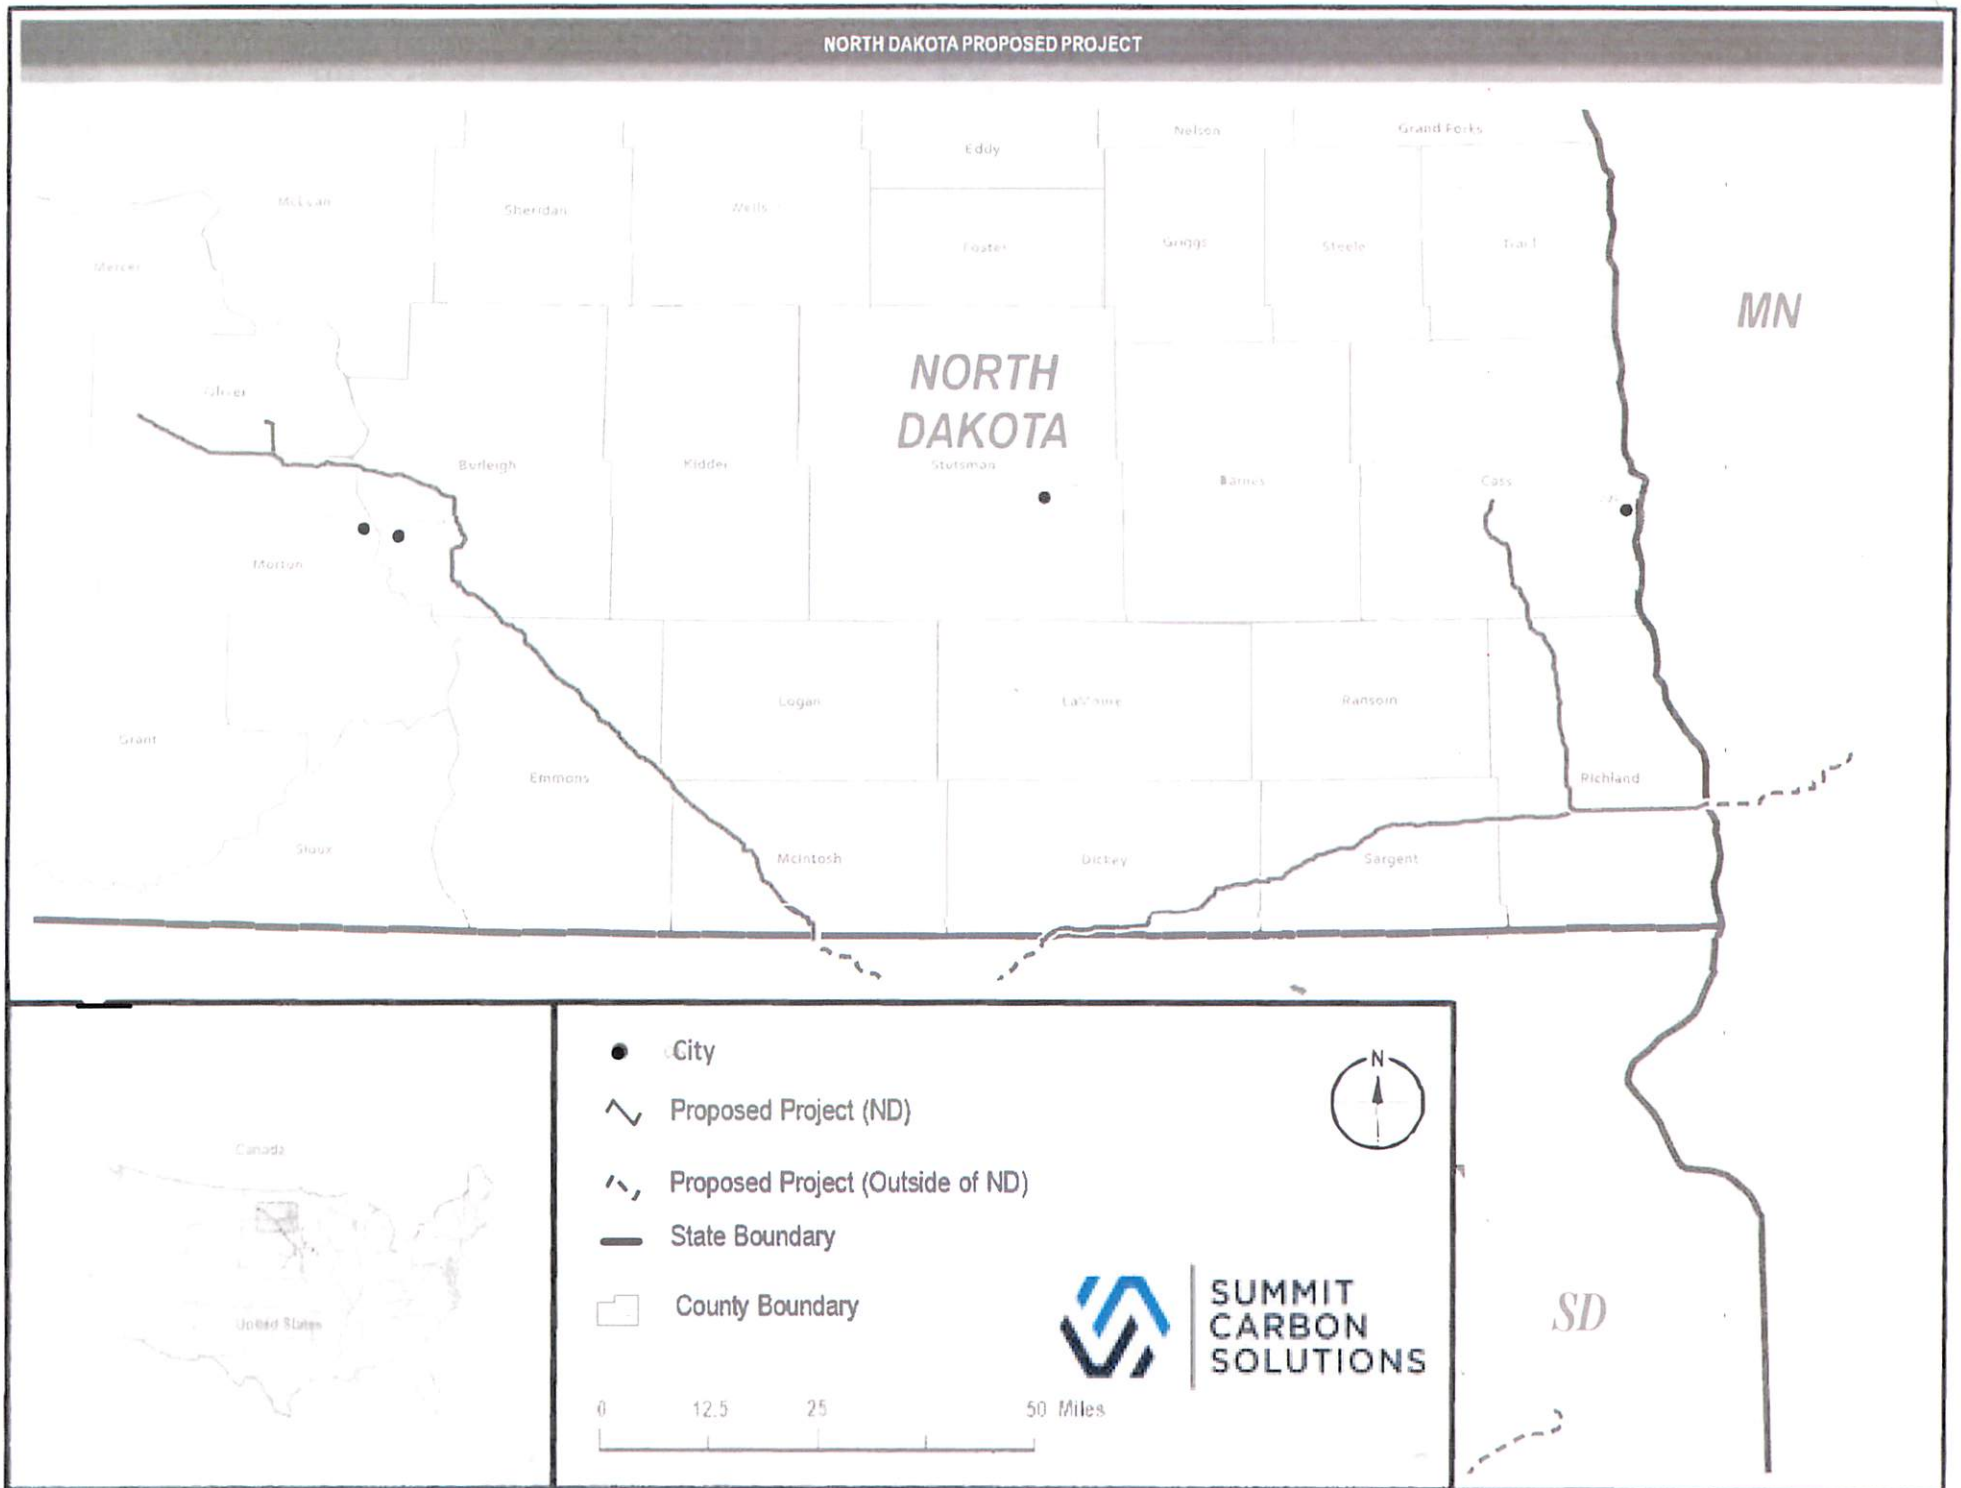 NORTH DAKOTA PROPOSED PROJECT
Nelson
Grand Forks
Eddy
McLean
Sheridan
Wells
Foster
Griggs
Steele
Mercer
MN
NORTH
DAKOTA
Oliver
Burleigh
Kidder
Stutsman
Barnes
Cass
Morton
Logan
LaMoure
Ransom
Grant
Emmons
Richland
Sioux
McIntosh
Dickey
Sargent
City
N
Proposed Project (ND)
Proposed Project (Outside of ND)
State Boundary
County Boundary
Canada
United States
SUMMIT
CARBON
SOLUTIONS
SD
0 12.5 25 50 Miles